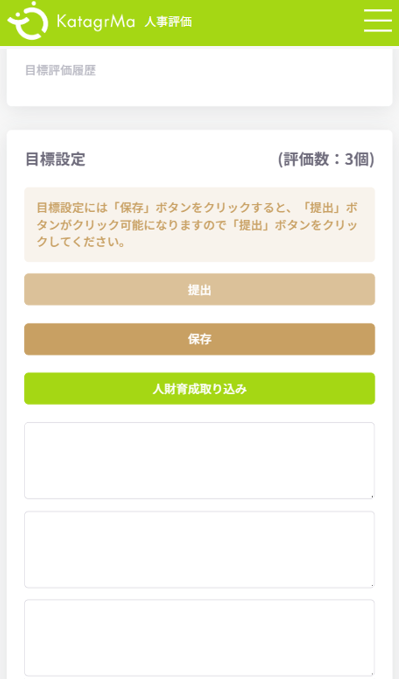 KatagrMa 人事評価
目標評価履歴
目標設定
(評価数：3個)
目標設定には「保存」ボタンをクリックすると、「提出」ボ
タンがクリック可能になりますので「提出」ボタンをクリッ
クしてください。
提出
保存
人財育成取り込み